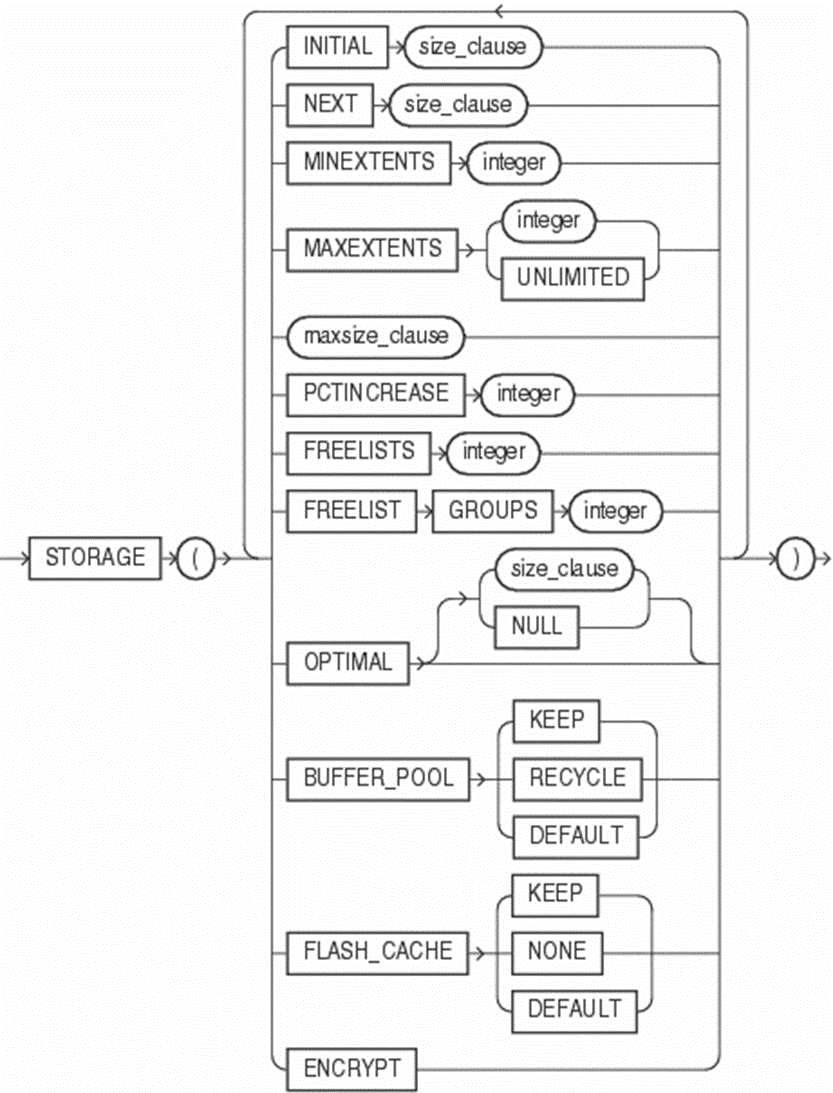 INITIAL size_clause
NEXT size_clause
MINEXTENTS integer
integer
MAXEXTENTS
UNLIMITED
maxsize_clause
PCTINCREASE integer
FREELISTS integer
FREELIST GROUPS integer
STORAGE ( )
size_clause
NULL
OPTIMAL
KEEP
BUFFER_POOL RECYCLE
DEFAULT
KEEP
FLASH_CACHE NONE
DEFAULT
ENCRYPT